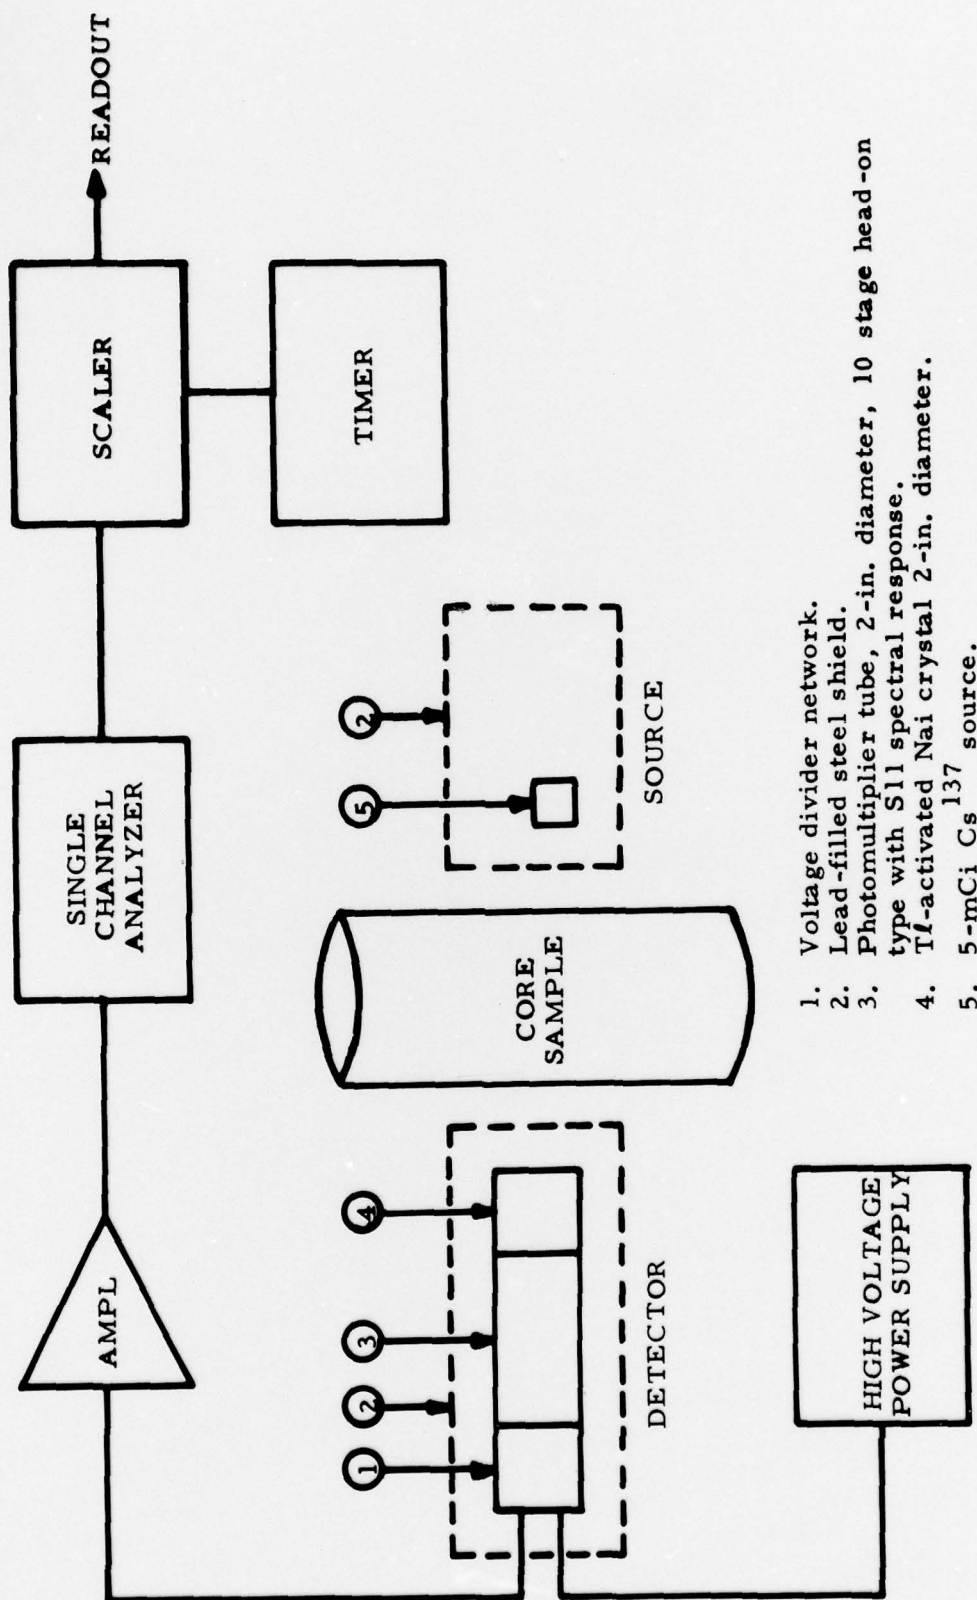 READOUT
SCALER
TIMER
SINGLE
CHANNEL
ANALYZER
AMPL
1
2
3
4
5
2
DETECTOR
CORE
SAMPLE
SOURCE
HIGH VOLTAGE
POWER SUPPLY
1. Voltage divider network.
2. Lead-filled steel shield.
3. Photomultiplier tube, 2-in. diameter, 10 stage head-on
type with S11 spectral response.
4. Tℓ-activated Nai crystal 2-in. diameter.
5. 5-mCi Cs¹³⁷ source.